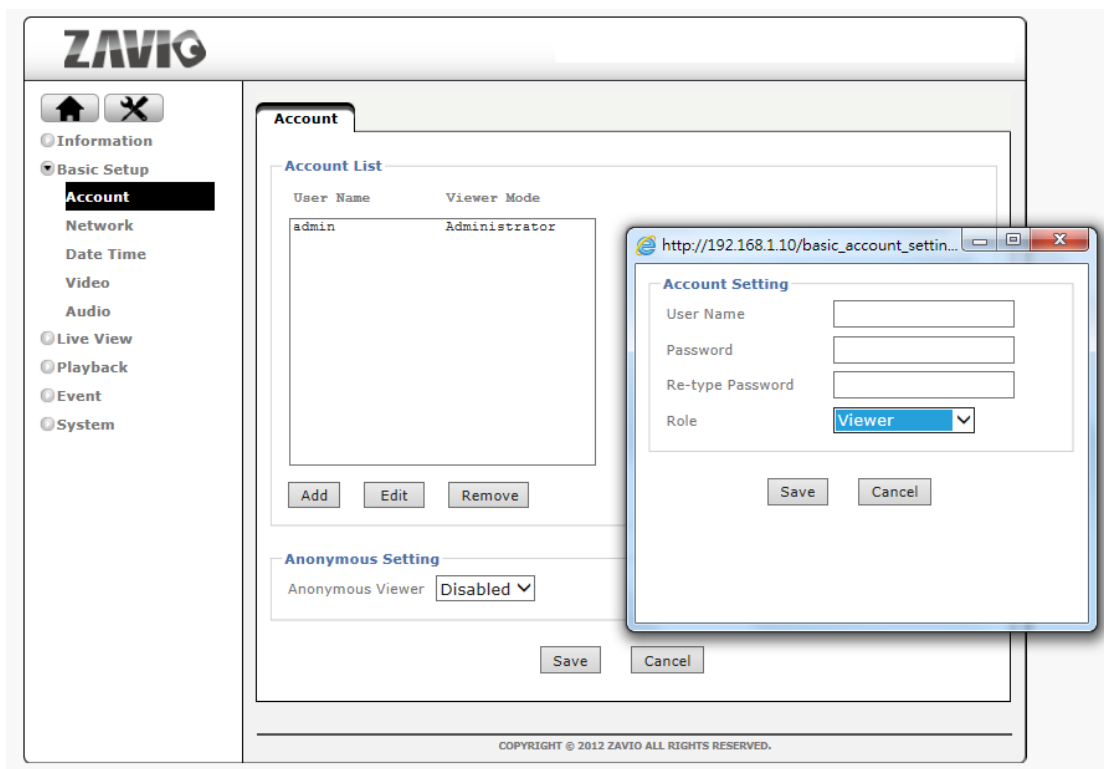 ZAVIO
Information
Basic Setup
Account
Network
Date Time
Video
Audio
Live View
Playback
Event
System
Account
Account List
User Name Viewer Mode
admin Administrator
Add Edit Remove
Anonymous Setting
Anonymous Viewer Disabled
Save Cancel
http://192.168.1.10/basic_account_settin...
Account Setting
User Name
Password
Re-type Password
Role Viewer
Save Cancel
COPYRIGHT © 2012 ZAVIO ALL RIGHTS RESERVED.